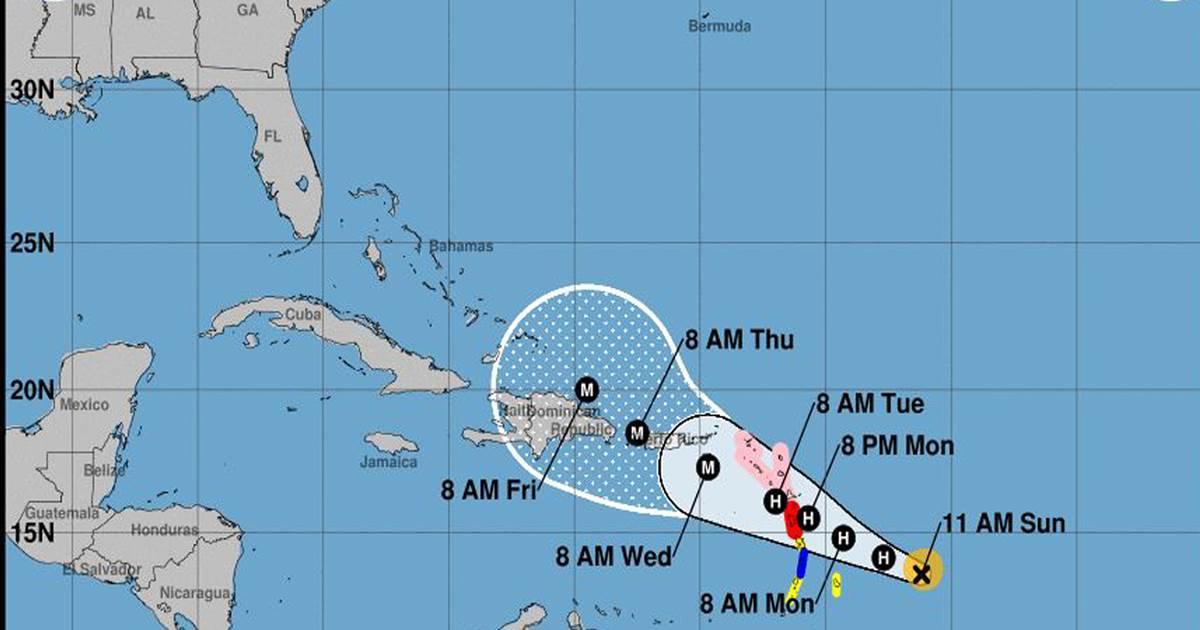 MS
AL
GA
Bermuda
30N
FL
25N
Bahamas
Cuba
8 AM Thu
20N
Mexico
8 AM Tue
Haiti
Dominican
Republic
Puerto Rico
M
M
8 PM Mon
Jamaica
Belize
M
8 AM Fri
H
Guatemala
H
11 AM Sun
15N
Honduras
H
8 AM Wed
H
El Salvador
Nicaragua
8 AM Mon